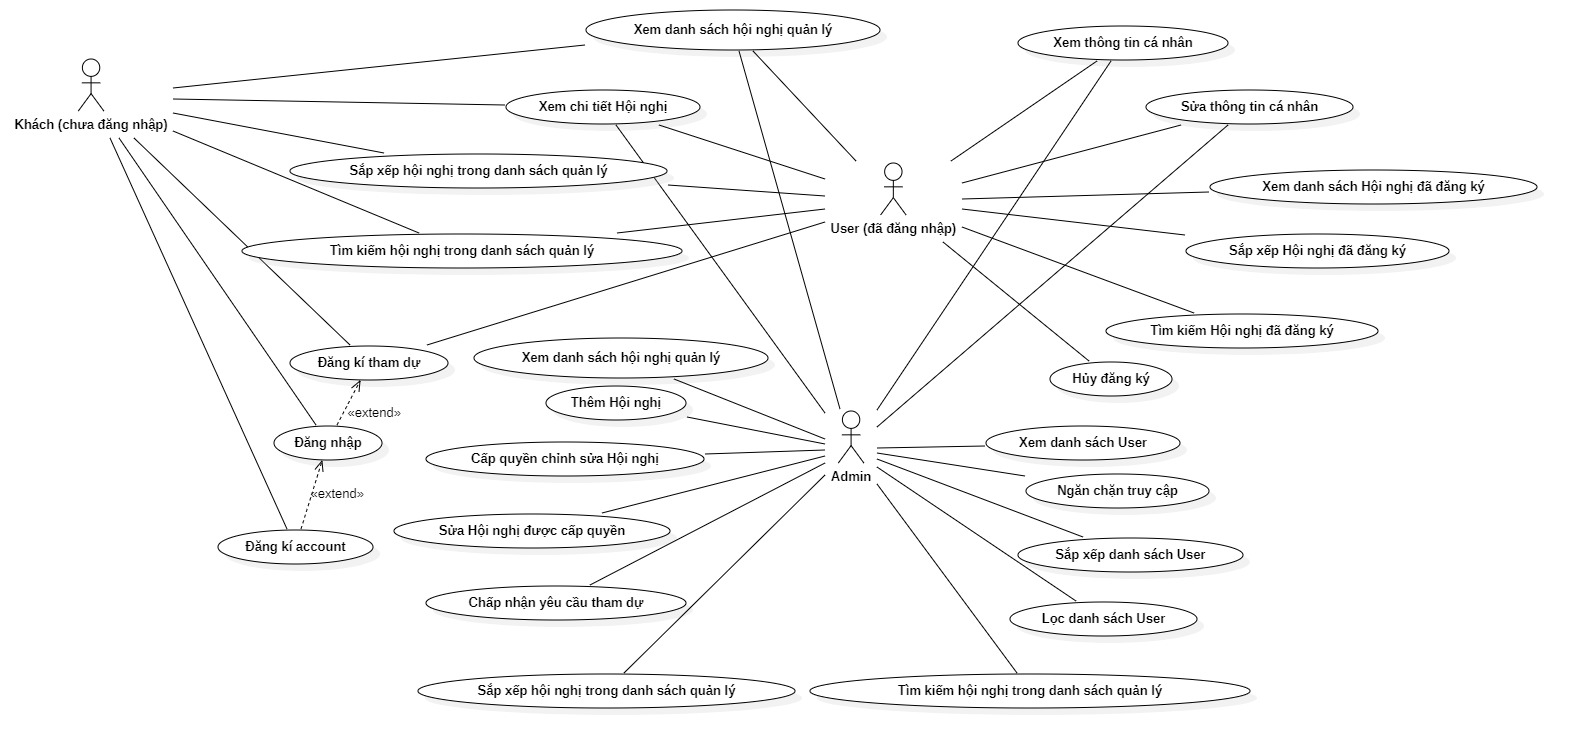 Xem danh sách hội nghị quản lý
Xem thông tin cá nhân
Khách (chưa đăng nhập)
Xem chi tiết Hội nghị
Sửa thông tin cá nhân
Sắp xếp hội nghị trong danh sách quản lý
Xem danh sách Hội nghị đã đăng ký
User (đã đăng nhập)
Tìm kiếm hội nghị trong danh sách quản lý
Sắp xếp Hội nghị đã đăng ký
Tìm kiếm Hội nghị đã đăng ký
Đăng kí tham dự
Xem danh sách hội nghị quản lý
Hủy đăng ký
Thêm Hội nghị
«extend»
Đăng nhập
Xem danh sách User
Cấp quyền chỉnh sửa Hội nghị
Admin
Ngăn chặn truy cập
«extend»
Sửa Hội nghị được cấp quyền
Đăng kí account
Sắp xếp danh sách User
Chấp nhận yêu cầu tham dự
Lọc danh sách User
Sắp xếp hội nghị trong danh sách quản lý
Tìm kiếm hội nghị trong danh sách quản lý